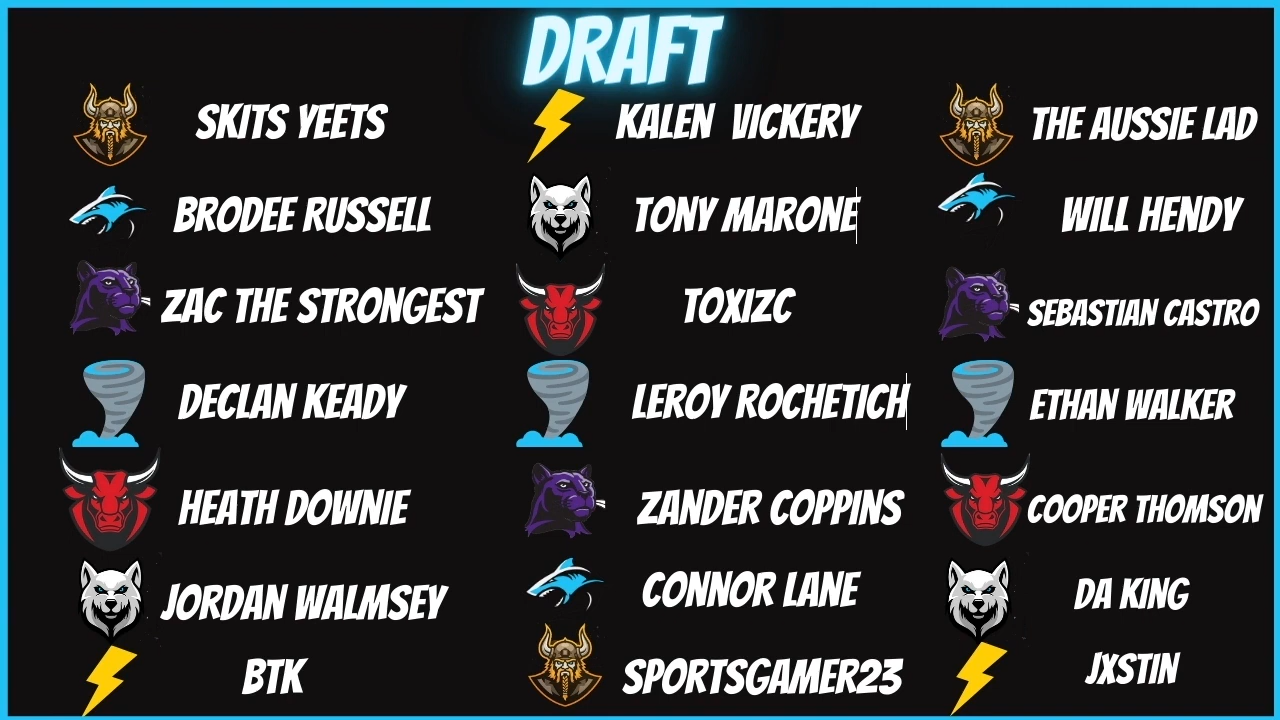 DRAFT
SKITS YEETS
KALEN VICKERY
THE AUSSIE LAD
BRODEE RUSSELL
TONY MARONE
WILL HENDY
ZAC THE STRONGEST
TOXIZC
SEBASTIAN CASTRO
DECLAN KEADY
LEROY ROCHETICH
ETHAN WALKER
HEATH DOWNIE
ZANDER COPPINS
COOPER THOMSON
JORDAN WALMSEY
CONNOR LANE
DA KING
BTK
SPORTSGAMER23
JXSTIN